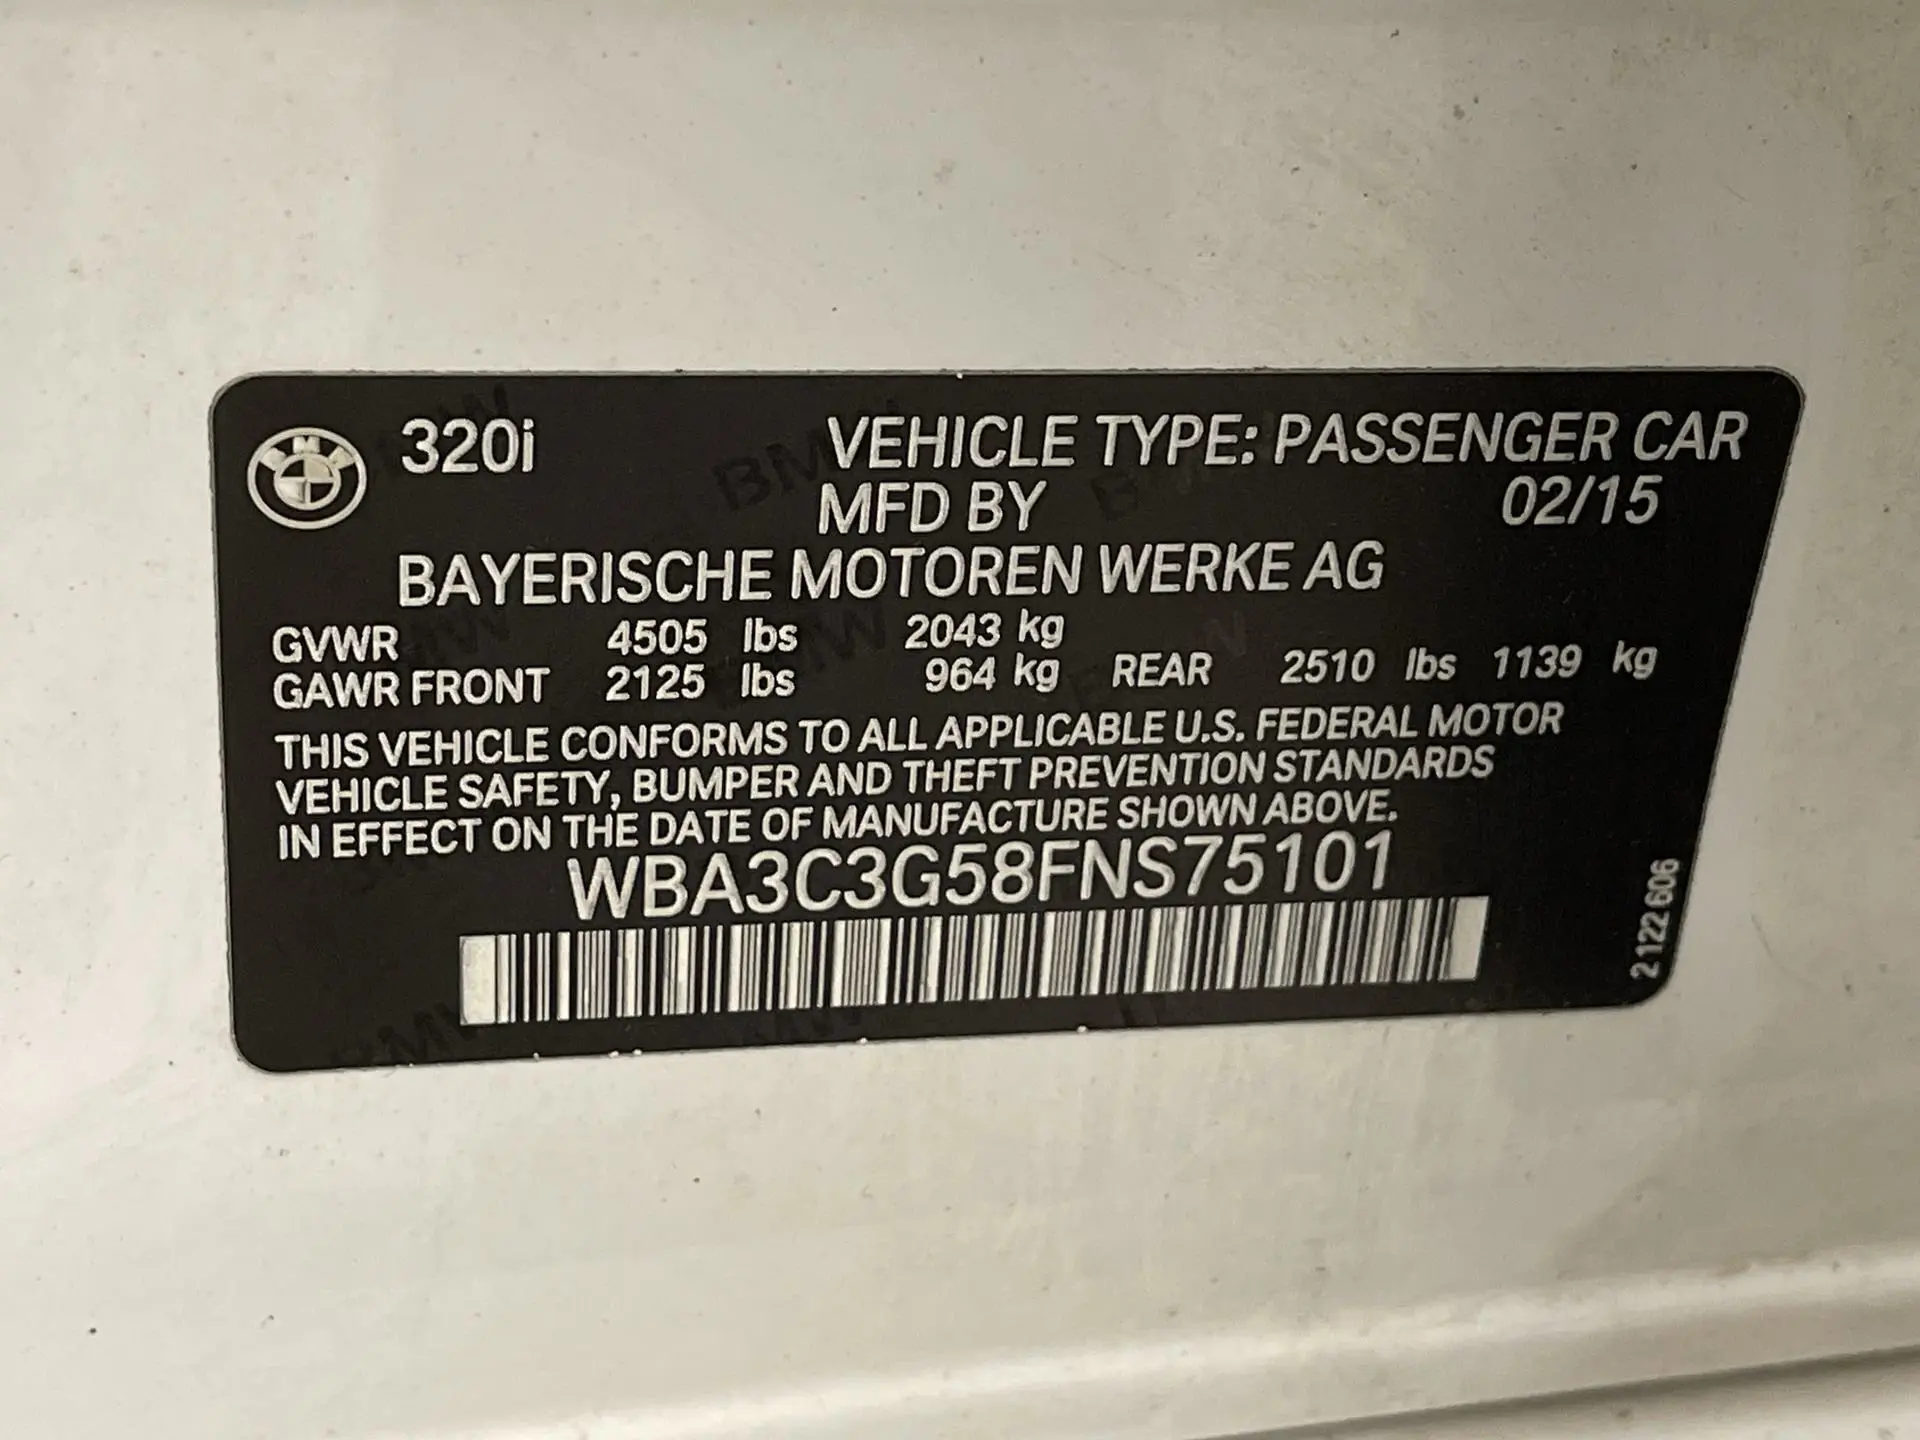 320i VEHICLE TYPE: PASSENGER CAR
MFD BY 02/15
BAYERISCHE MOTOREN WERKE AG
GVWR 4505 lbs 2043 kg
GAWR FRONT 2125 lbs 964 kg REAR 2510 lbs 1139 kg
THIS VEHICLE CONFORMS TO ALL APPLICABLE U.S. FEDERAL MOTOR
VEHICLE SAFETY, BUMPER AND THEFT PREVENTION STANDARDS
IN EFFECT ON THE DATE OF MANUFACTURE SHOWN ABOVE.
WBA3C3G58FNS75101
2 122 606